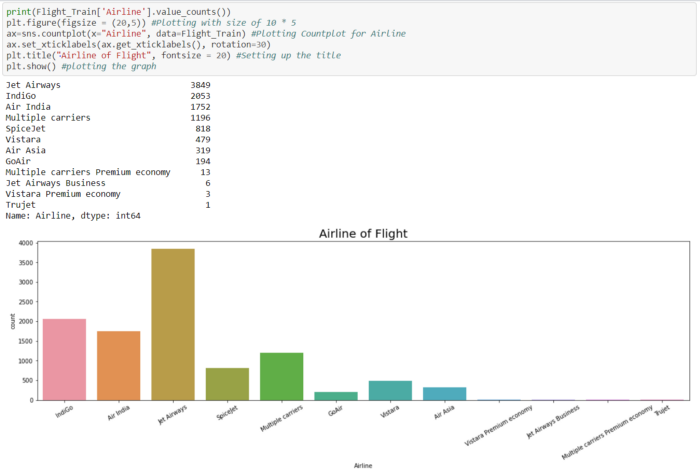 print(Flight_Train['Airline'].value_counts())
plt.figure(figsize = (20,5)) #Plotting with size of 10 * 5
ax=sns.countplot(x="Airline", data=Flight_Train) #Plotting Countplot for Airline
ax.set_xticklabels(ax.get_xticklabels(), rotation=30)
plt.title("Airline of Flight", fontsize = 20) #Setting up the title
plt.show() #plotting the graph
Jet Airways 3849
IndiGo 2053
Air India 1752
Multiple carriers 1196
SpiceJet 818
Vistara 479
Air Asia 319
GoAir 194
Multiple carriers Premium economy 13
Jet Airways Business 6
Vistara Premium economy 3
Trujet 1
Name: Airline, dtype: int64
Airline of Flight
4000
3500
3000
2500
2000
1500
1000
500
0
count
IndiGo
Air India
Jet Airways
SpiceJet
Multiple carriers
GoAir
Vistara
Air Asia
Vistara Premium economy
Jet Airways Business
Multiple carriers Premium economy
Trujet
Airline